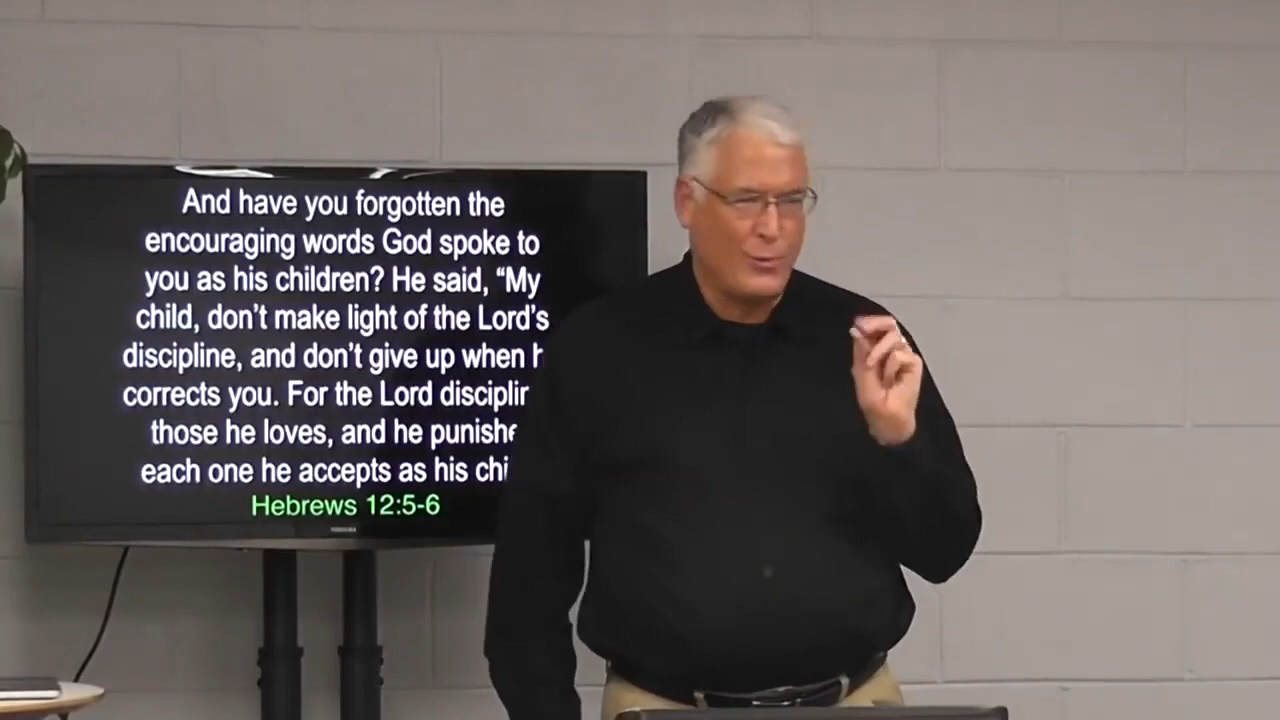 And have you forgotten the
encouraging words God spoke to
you as his children? He said, “My
child, don’t make light of the Lord’s
discipline, and don’t give up when
corrects you. For the Lord
those he loves, and he
each one he accepts as his
Hebrews 12:5-6
TOSHIBA